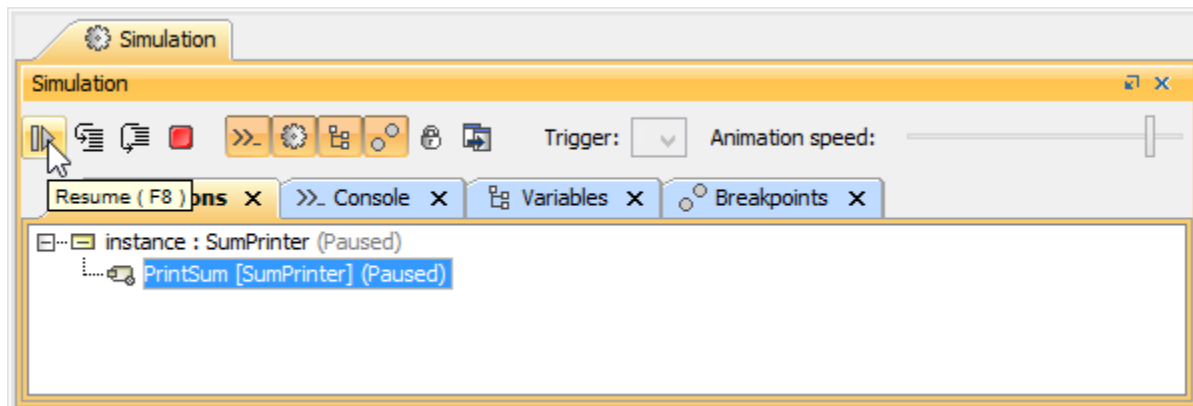 Simulation
Simulation
Trigger: Animation speed:
Resume ( F8 ) ons Console Variables Breakpoints
instance : SumPrinter (Paused)
PrintSum [SumPrinter] (Paused)